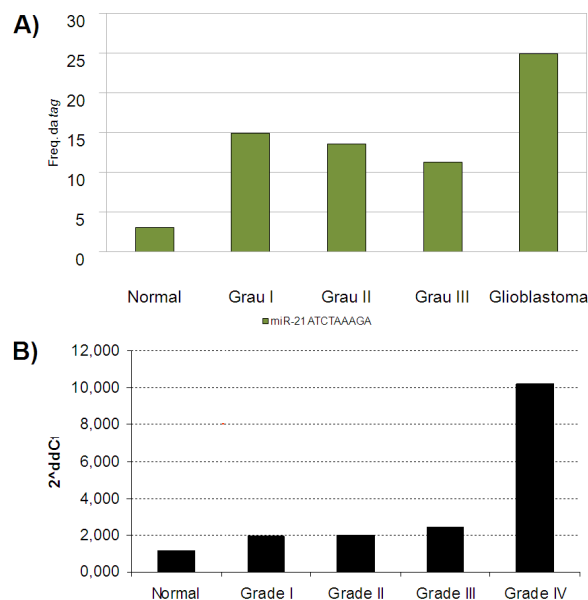 A)
30
25
20
15
10
5
0
Freq. da tag
Normal Grau I Grau II Grau III Glioblastoma
miR-21 ATCTAAAGA
B)
12,000
10,000
8,000
6,000
4,000
2,000
0,000
2^ddCt
Normal Grade I Grade II Grade III Grade IV